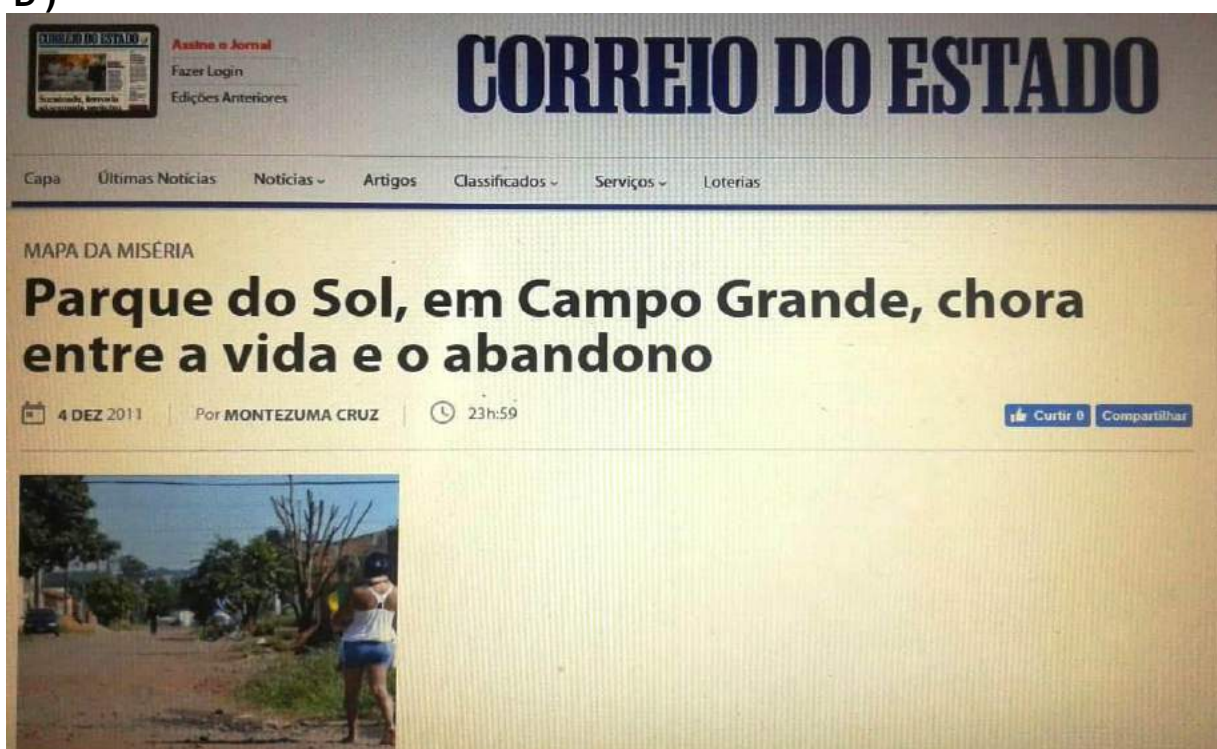 B )
CORREIO DO ESTADO
Assine o Jornal
Fazer Login
Edições Anteriores
CORREIO DO ESTADO
Capa Últimas Notícias Notícias Artigos Classificados Serviços Loterias
MAPA DA MISÉRIA
Parque do Sol, em Campo Grande, chora
entre a vida e o abandono
4 DEZ 2011 Por MONTEZUMA CRUZ 23h:59
Curtir 0 Compartilhar